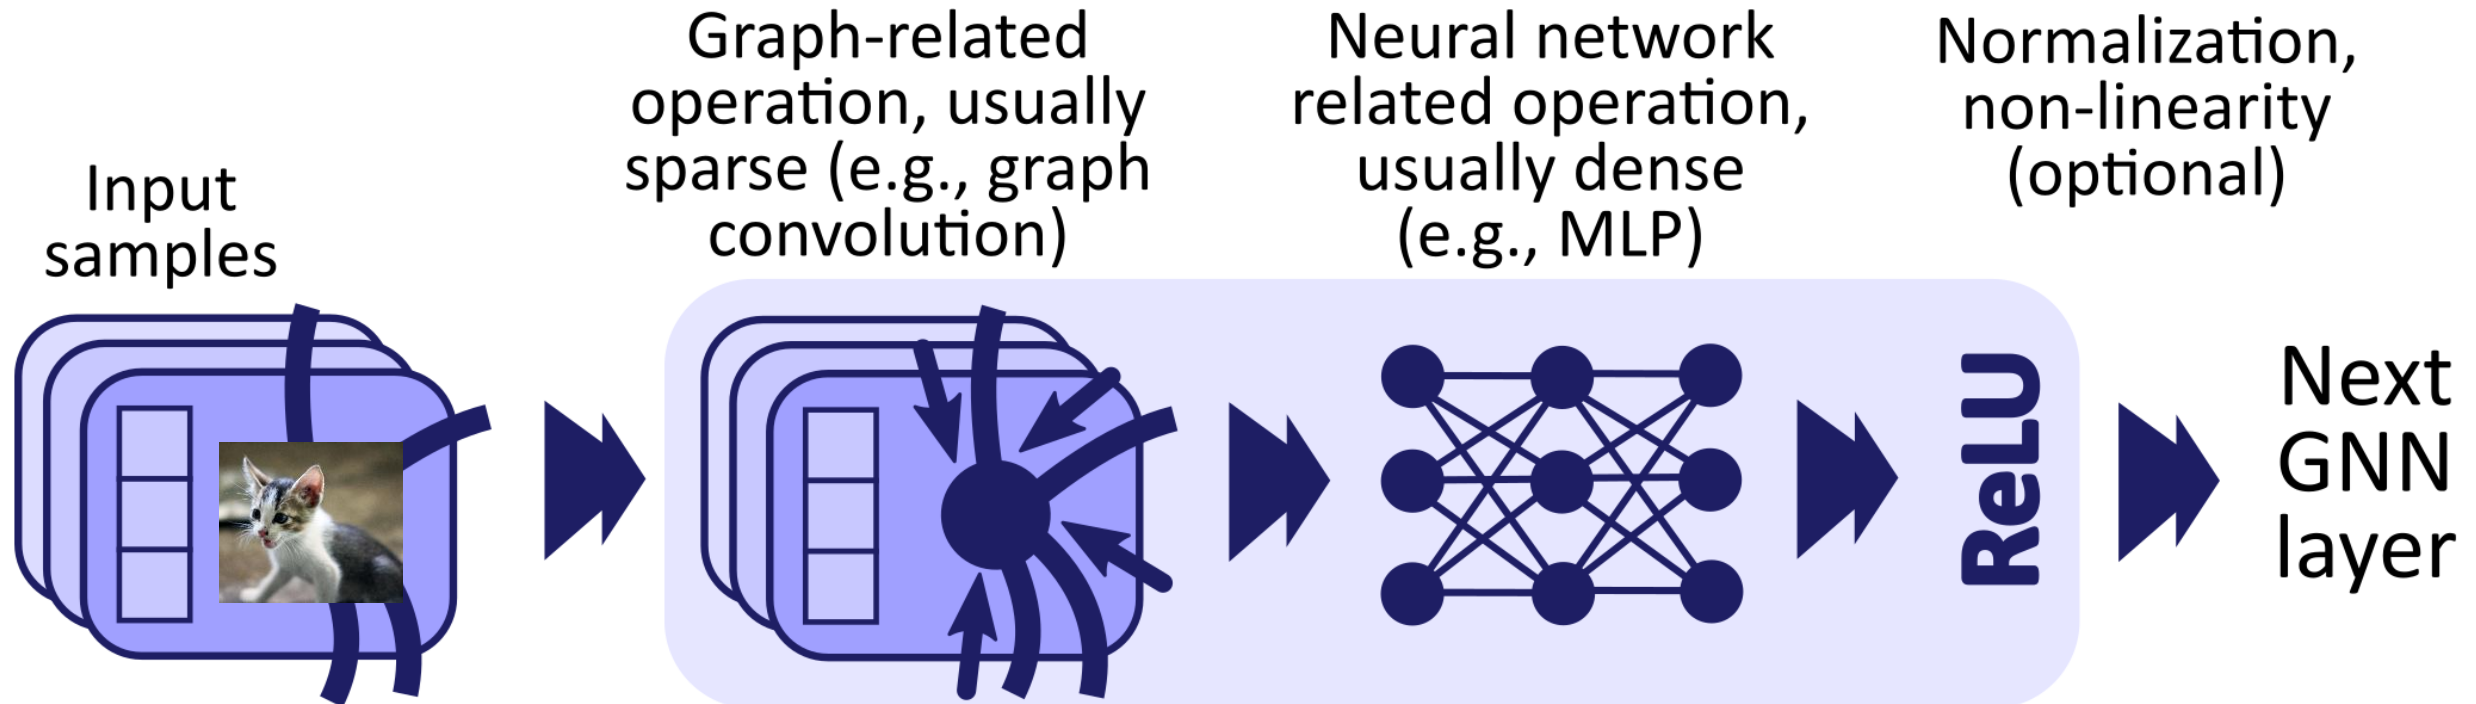 Input
samples
Graph-related
operation, usually
sparse (e.g., graph
convolution)
Neural network
related operation,
usually dense
(e.g., MLP)
Normalization,
non-linearity
(optional)
ReLU
Next
GNN
layer